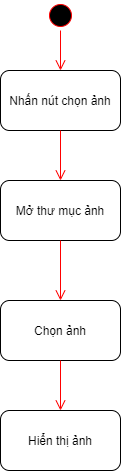 Nhấn nút chọn ảnh
Mở thư mục ảnh
Chọn ảnh
Hiển thị ảnh